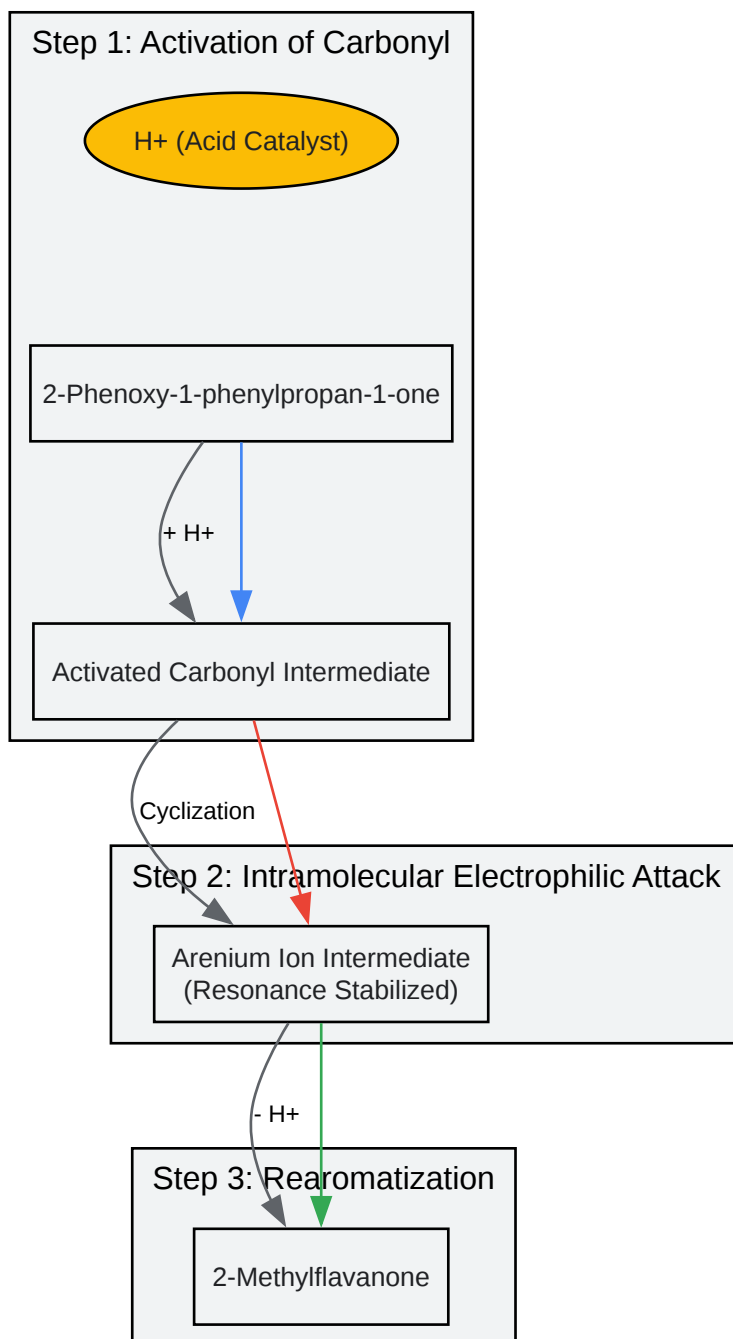 Step 1: Activation of Carbonyl
H+ (Acid Catalyst)
2-Phenoxy-1-phenylpropan-1-one
+ H+
Activated Carbonyl Intermediate
Cyclization
Step 2: Intramolecular Electrophilic Attack
Arenium Ion Intermediate
(Resonance Stabilized)
- H+
Step 3: Rearomatization
2-Methylflavanone